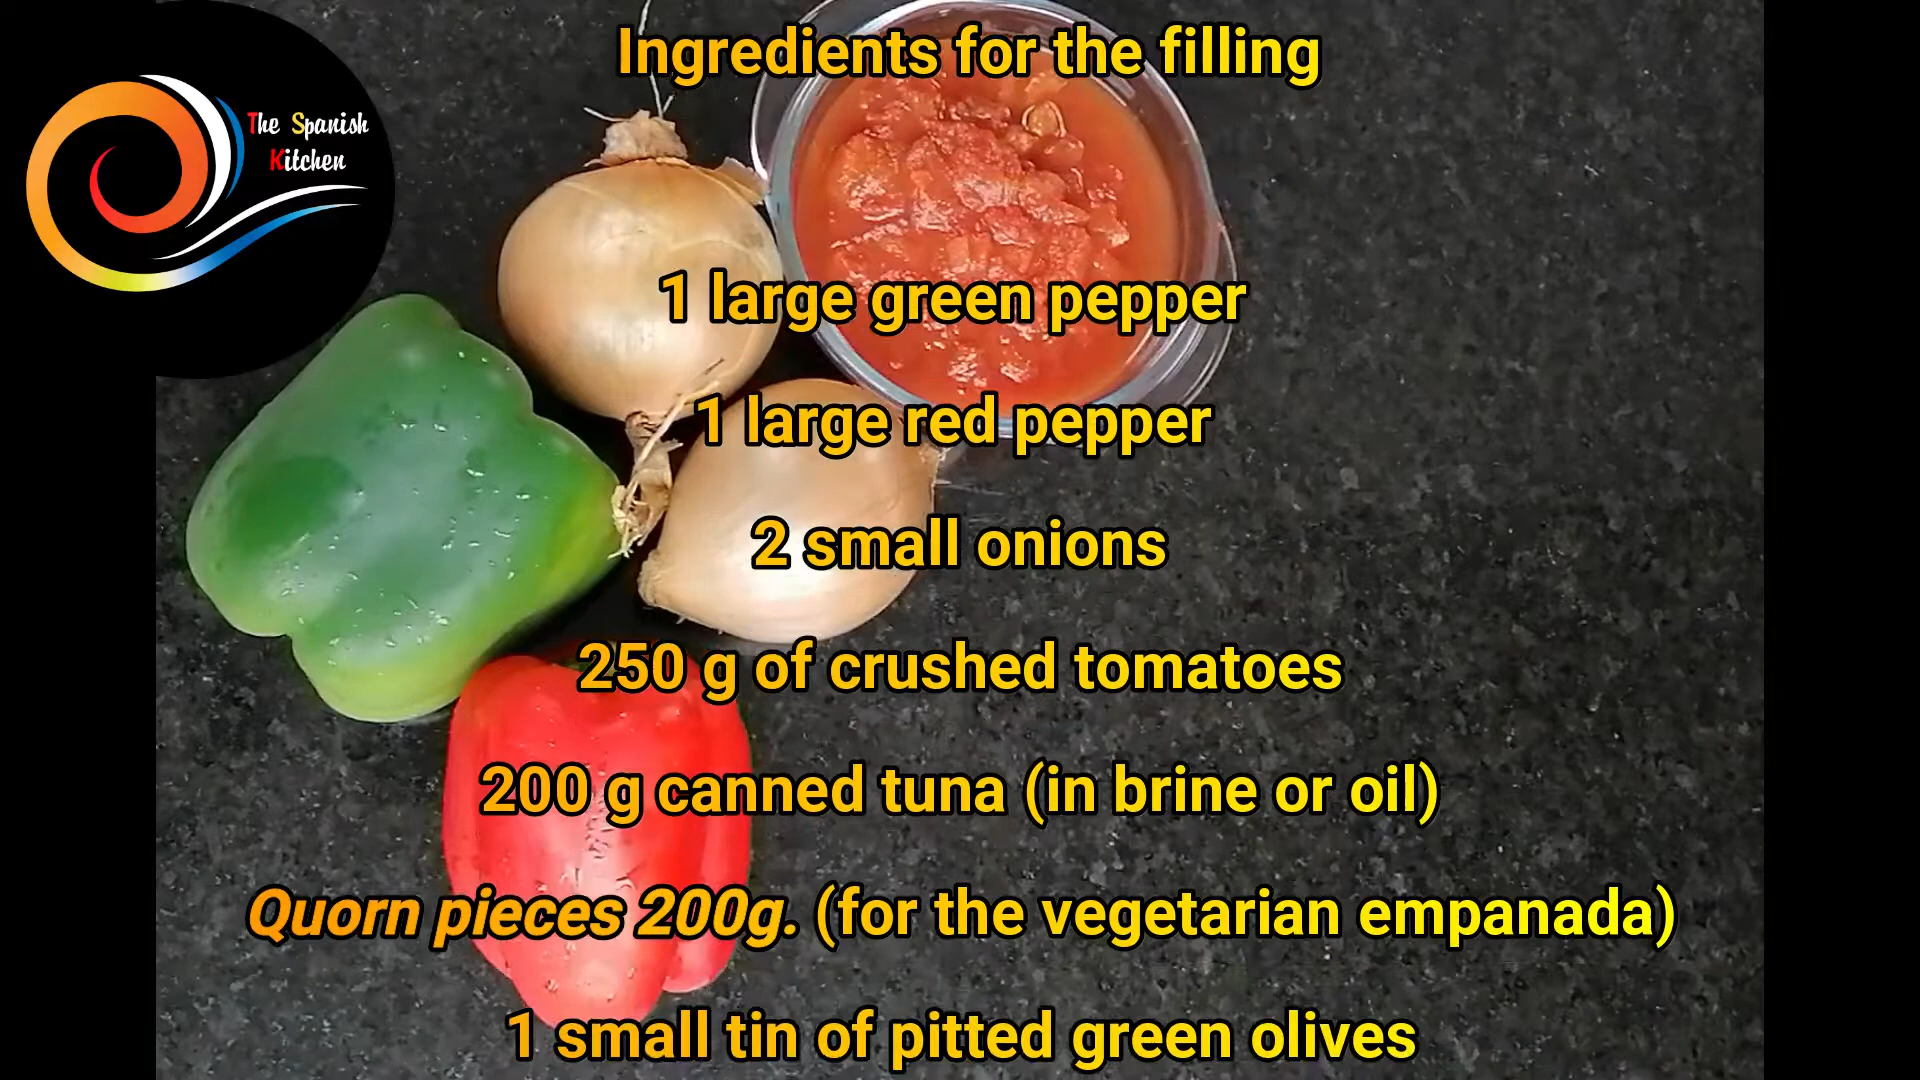 Ingredients for the filling
The Spanish
Kitchen
1 large green pepper
1 large red pepper
2 small onions
250 g of crushed tomatoes
200 g canned tuna (in brine or oil)
Quorn pieces 200g. (for the vegetarian empanada)
1 small tin of pitted green olives